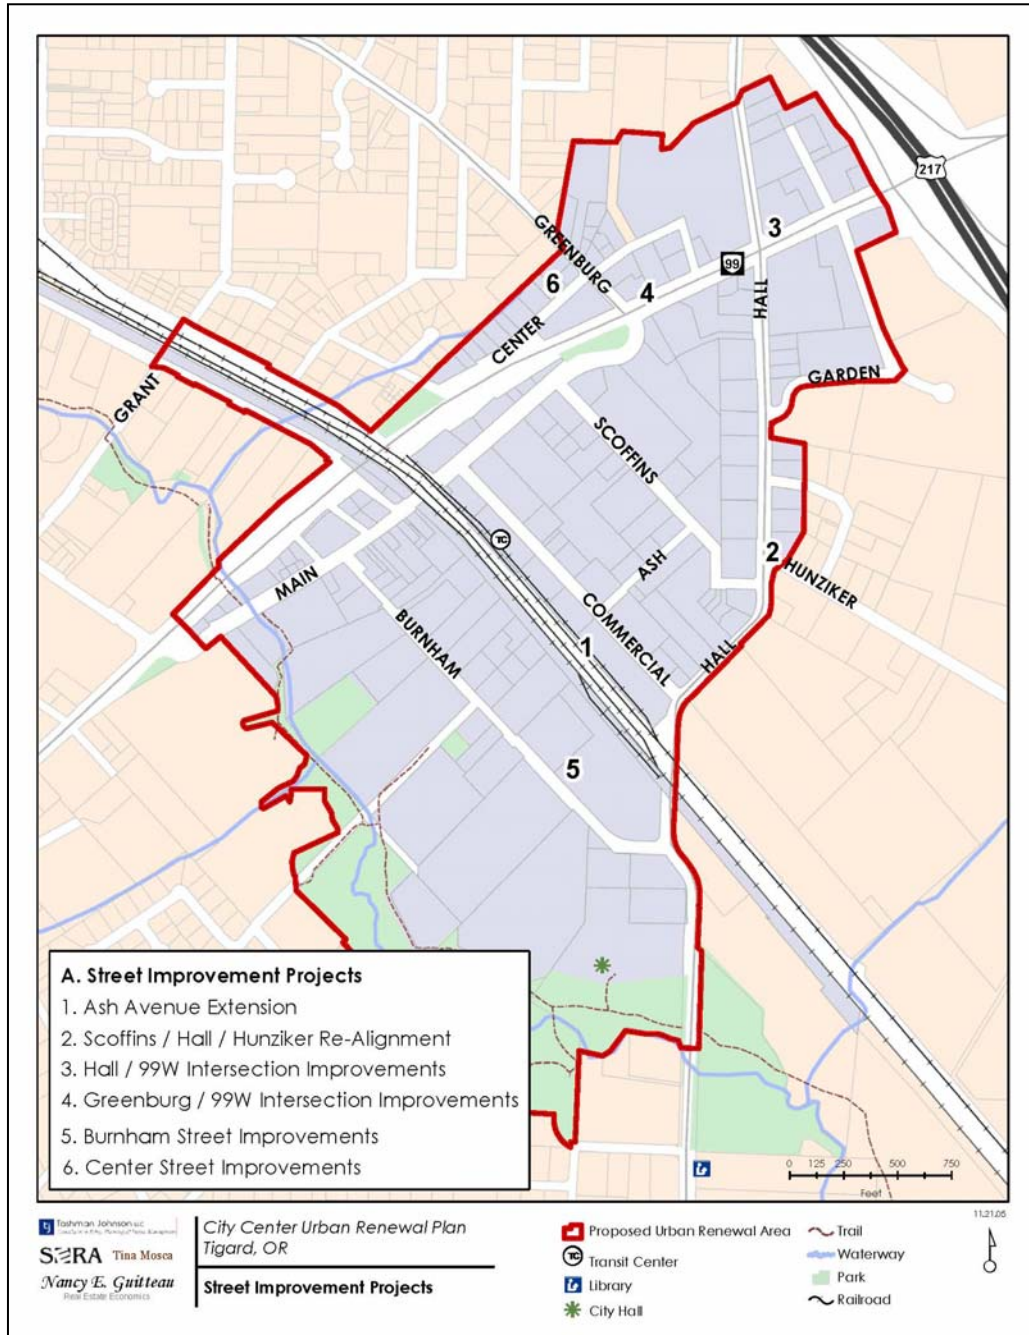 217
3
99
GREENBURG
6
4
HALL
CENTER
GARDEN
GRANT
SCOFFINS
TC
2
HUNZIKER
ASH
MAIN
COMMERCIAL
BURNHAM
1
HALL
5
A. Street Improvement Projects
1. Ash Avenue Extension
2. Scoffins / Hall / Hunziker Re-Alignment
3. Hall / 99W Intersection Improvements
4. Greenburg / 99W Intersection Improvements
5. Burnham Street Improvements
6. Center Street Improvements
0 125 250 500 750
Feet
11.21.05
Tashman Johnson LLC
SERA Tina Mosca
Nancy E. Guitteau
Real Estate Economics
City Center Urban Renewal Plan
Tigard, OR
Street Improvement Projects
Proposed Urban Renewal Area
TC Transit Center
Library
City Hall
Trail
Waterway
Park
Railroad